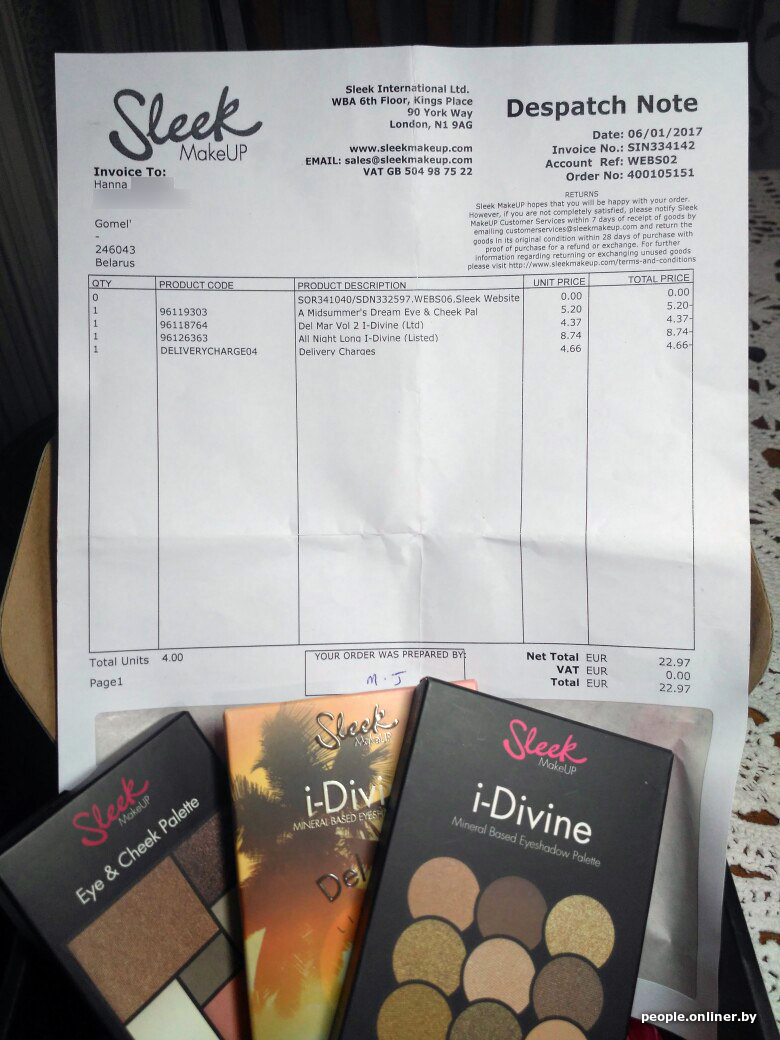 Sleek
MakeUP
Sleek International Ltd.
WBA 6th Floor, Kings Place
90 York Way
London, N1 9AG
www.sleekmakeup.com
EMAIL: sales@sleekmakeup.com
VAT GB 504 98 75 22
Despatch Note
Date: 06/01/2017
Invoice No.: SIN334142
Account Ref: WEBS02
Order No: 400105151
RETURNS
Sleek MakeUP hopes that you will be happy with your order.
However, if you are not completely satisfied, please notify Sleek
MakeUP Customer Services within 7 days of receipt of goods by
emailing customerservices@sleekmakeup.com and return the
goods in its original condition within 28 days of purchase with
proof of purchase for a refund or exchange. For further
information regarding returning or exchanging unused goods
please visit http://www.sleekmakeup.com/terms-and-conditions
Invoice To:
Hanna
Gomel'
-
246043
Belarus
QTY PRODUCT CODE PRODUCT DESCRIPTION UNIT PRICE TOTAL PRICE
0 SOR341040/SDN332597.WEBS06.Sleek Website 0.00 0.00
1 96119303 A Midsummer's Dream Eye & Cheek Pal 5.20 5.20
1 96118764 Del Mar Vol 2 I-Divine (Ltd) 4.37 4.37
1 96126363 All Night Long I-Divine (Listed) 8.74 8.74
1 DELIVERYCHARGE04 Delivery Charges 4.66 4.66
Total Units 4.00
Page1
YOUR ORDER WAS PREPARED BY:
M.J
Net Total EUR 22.97
VAT EUR 0.00
Total EUR 22.97
Sleek
MakeUP
Eye & Cheek Palette
Sleek
MakeUP
i-Divi
MINERAL BASED EYES
Del
Sleek
MakeUP
i-Divine
Mineral Based Eyeshadow Palette
people.onliner.by